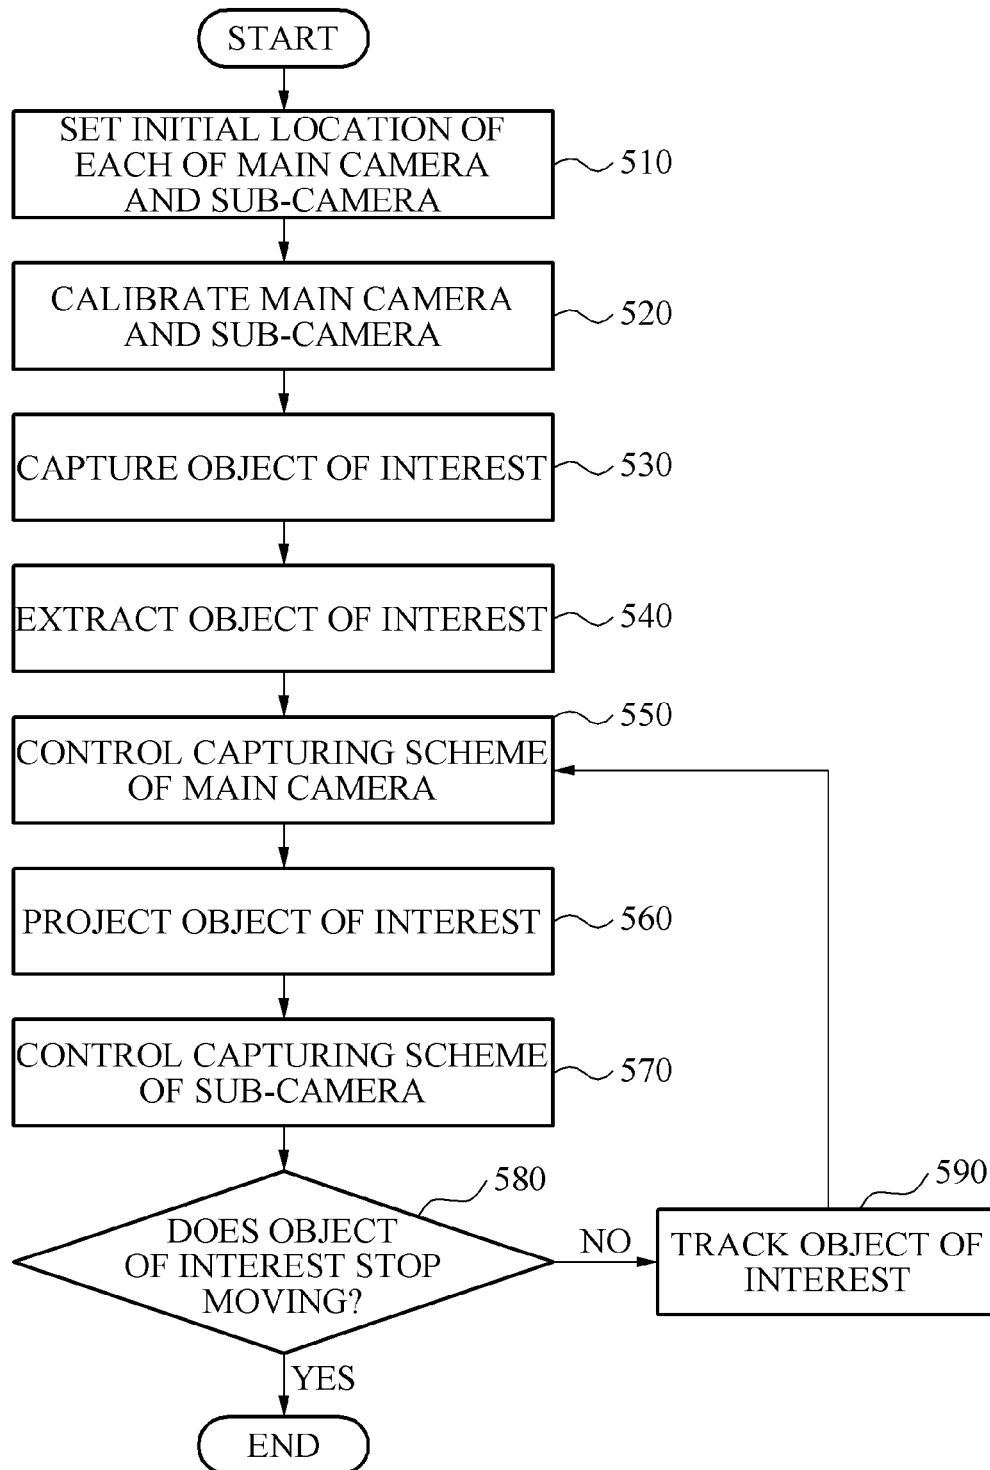 START
SET INITIAL LOCATION OF
EACH OF MAIN CAMERA
AND SUB-CAMERA
510
CALIBRATE MAIN CAMERA
AND SUB-CAMERA
520
CAPTURE OBJECT OF INTEREST
530
EXTRACT OBJECT OF INTEREST
540
CONTROL CAPTURING SCHEME
OF MAIN CAMERA
550
PROJECT OBJECT OF INTEREST
560
CONTROL CAPTURING SCHEME
OF SUB-CAMERA
570
DOES OBJECT
OF INTEREST STOP
MOVING?
580
NO
TRACK OBJECT OF
INTEREST
590
YES
END